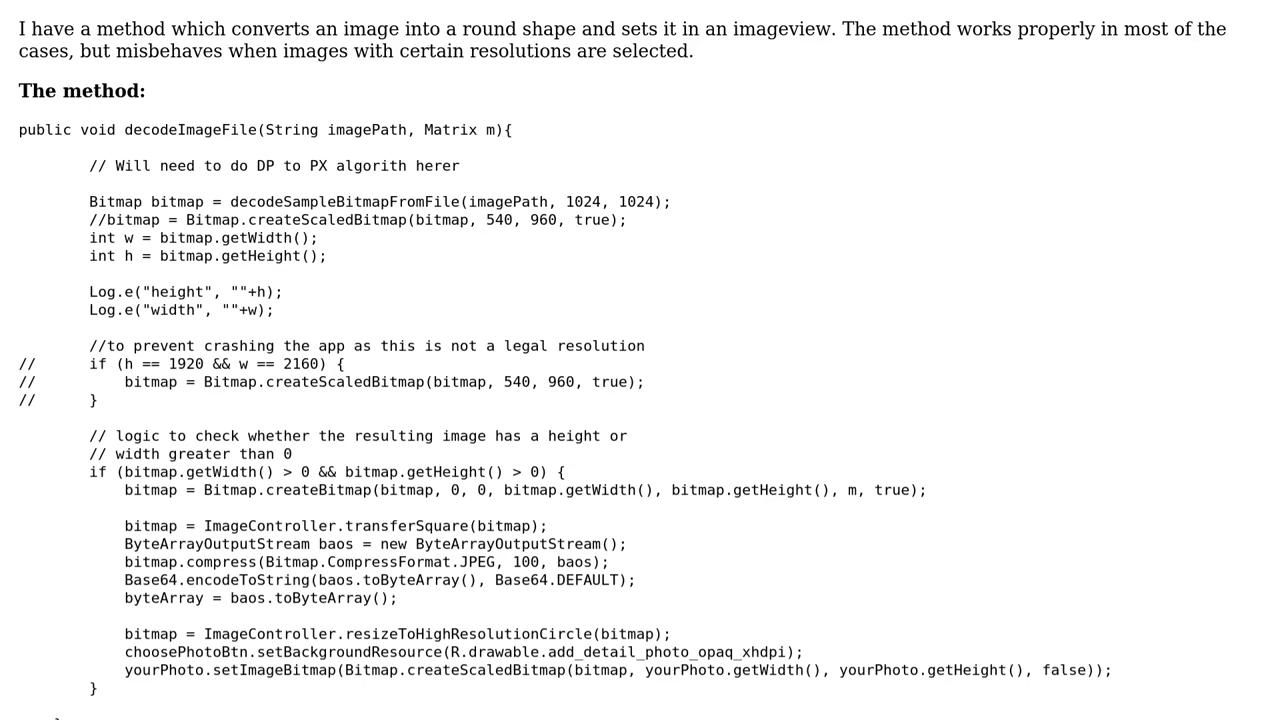 I have a method which converts an image into a round shape and sets it in an imageview. The method works properly in most of the
cases, but misbehaves when images with certain resolutions are selected.
The method:
public void decodeImageFile(String imagePath, Matrix m){
        // Will need to do DP to PX algorith herer
        Bitmap bitmap = decodeSampleBitmapFromFile(imagePath, 1024, 1024);
        //bitmap = Bitmap.createScaledBitmap(bitmap, 540, 960, true);
        int w = bitmap.getWidth();
        int h = bitmap.getHeight();
        Log.e("height", ""+h);
        Log.e("width", ""+w);
        //to prevent crashing the app as this is not a legal resolution
//      if (h == 1920 && w == 2160) {
//          bitmap = Bitmap.createScaledBitmap(bitmap, 540, 960, true);
//      }
        // logic to check whether the resulting image has a height or
        // width greater than 0
        if (bitmap.getWidth() > 0 && bitmap.getHeight() > 0) {
            bitmap = Bitmap.createBitmap(bitmap, 0, 0, bitmap.getWidth(), bitmap.getHeight(), m, true);
            bitmap = ImageController.transferSquare(bitmap);
            ByteArrayOutputStream baos = new ByteArrayOutputStream();
            bitmap.compress(Bitmap.CompressFormat.JPEG, 100, baos);
            Base64.encodeToString(baos.toByteArray(), Base64.DEFAULT);
            byteArray = baos.toByteArray();
            bitmap = ImageController.resizeToHighResolutionCircle(bitmap);
            choosePhotoBtn.setBackgroundResource(R.drawable.add_detail_photo_opaq_xhdpi);
            yourPhoto.setImageBitmap(Bitmap.createScaledBitmap(bitmap, yourPhoto.getWidth(), yourPhoto.getHeight(), false));
        }